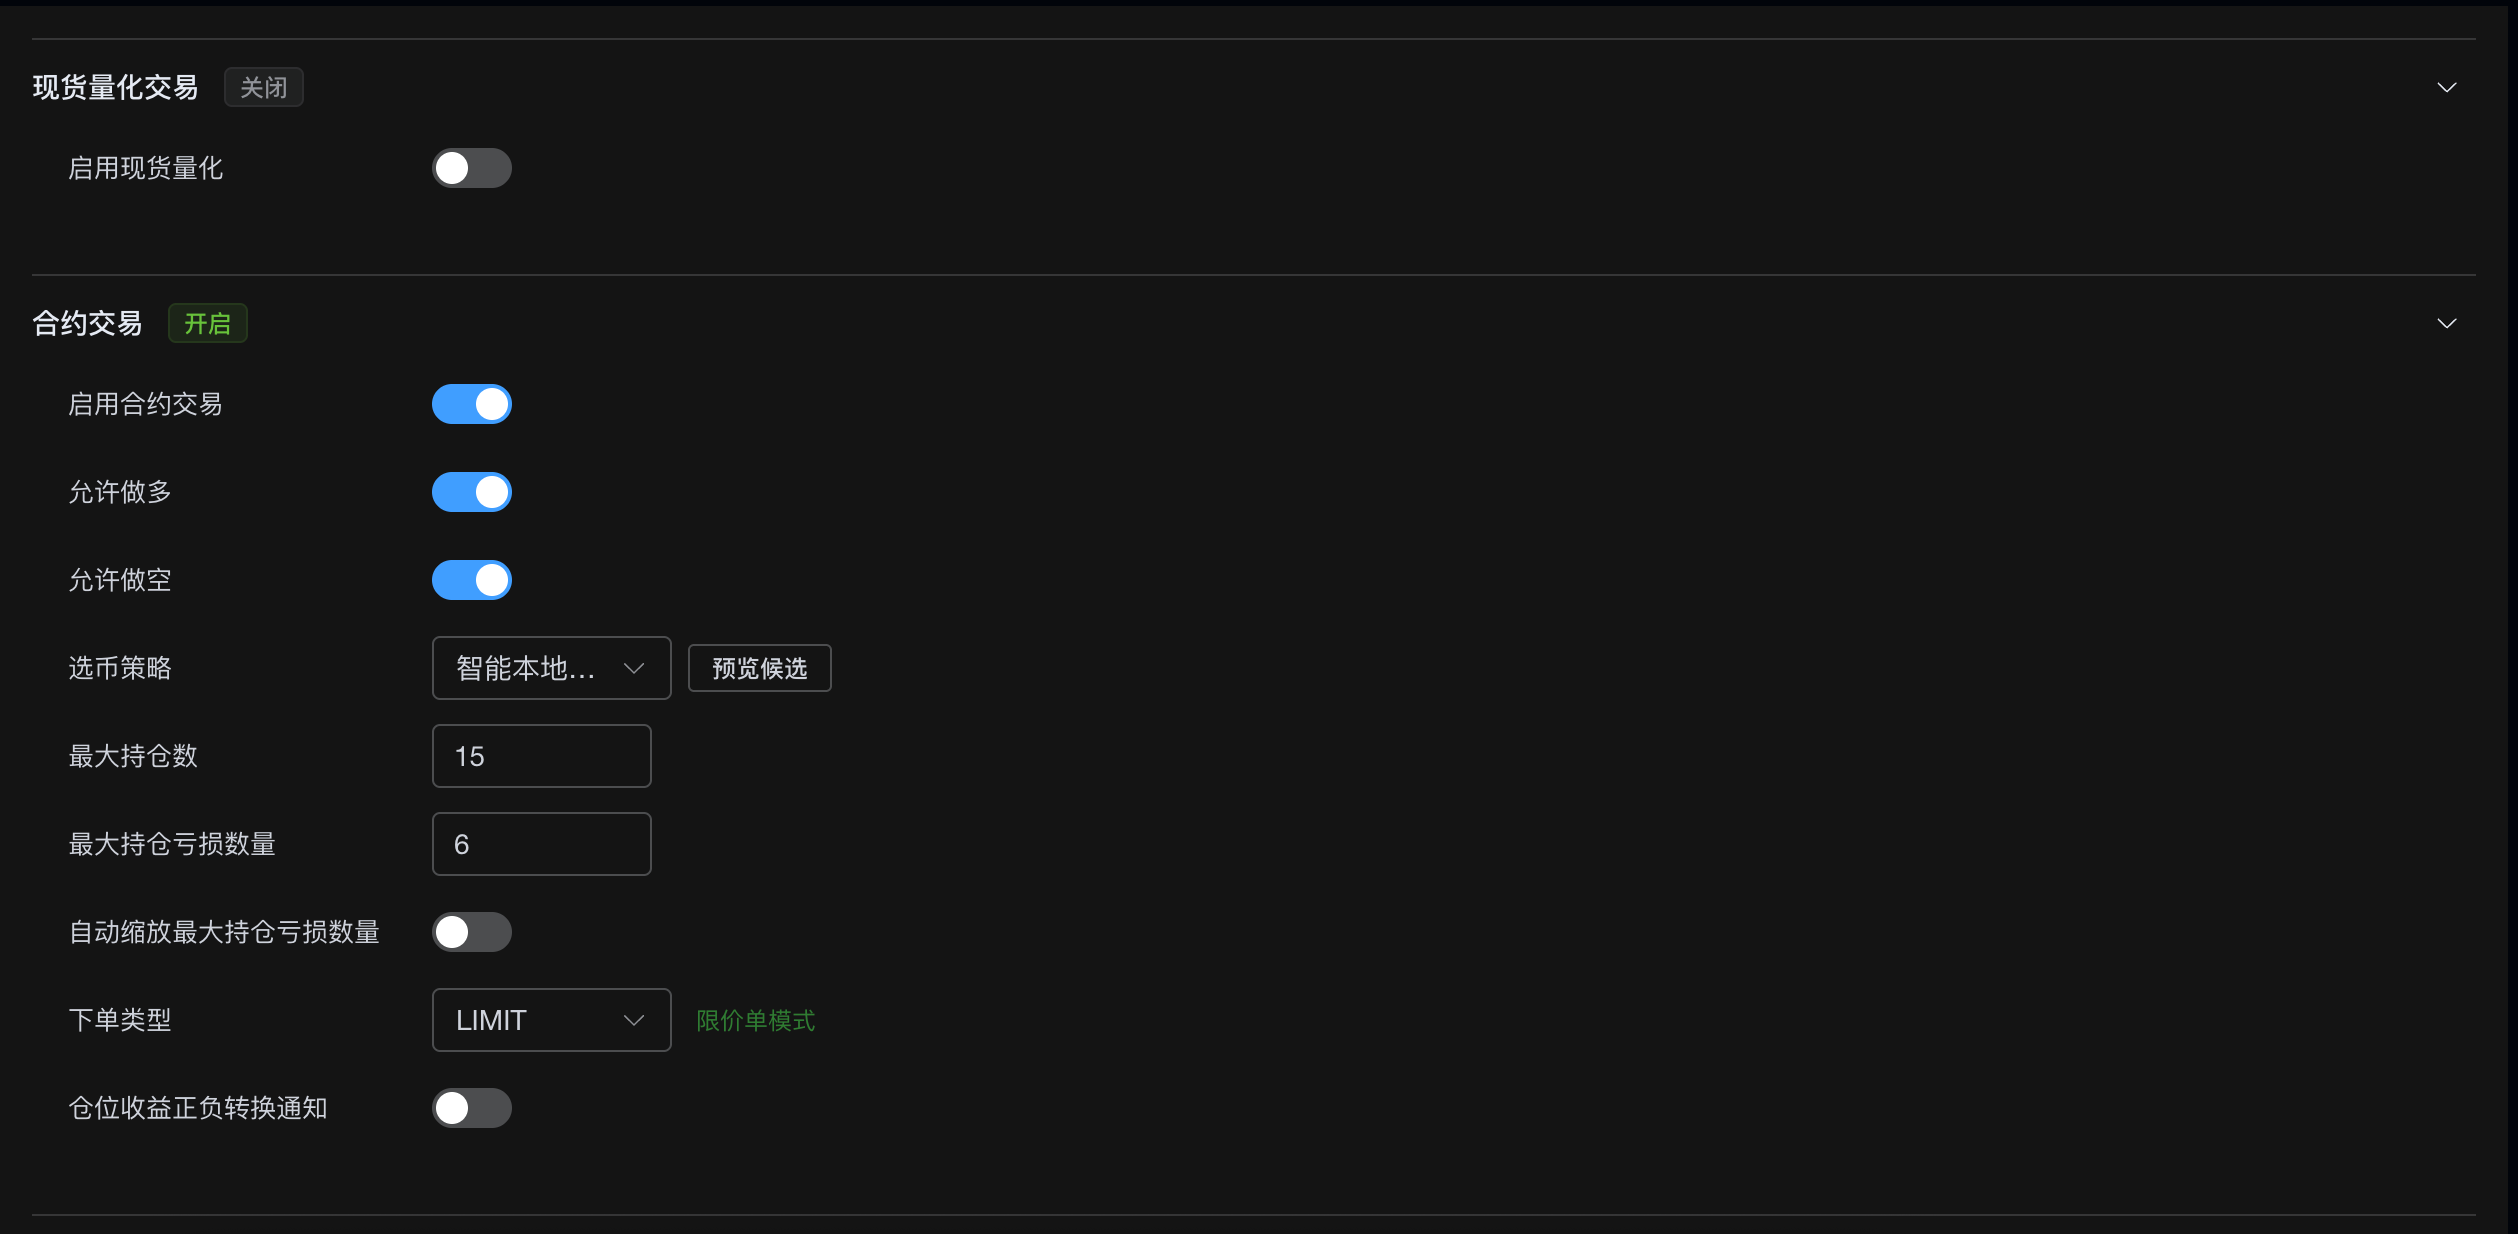 现货量化交易 关闭
启用现货量化
合约交易 开启
启用合约交易
允许做多
允许做空
选币策略 智能本地... 预览候选
最大持仓数 15
最大持仓亏损数量 6
自动缩放最大持仓亏损数量
下单类型 LIMIT 限价单模式
仓位收益正负转换通知